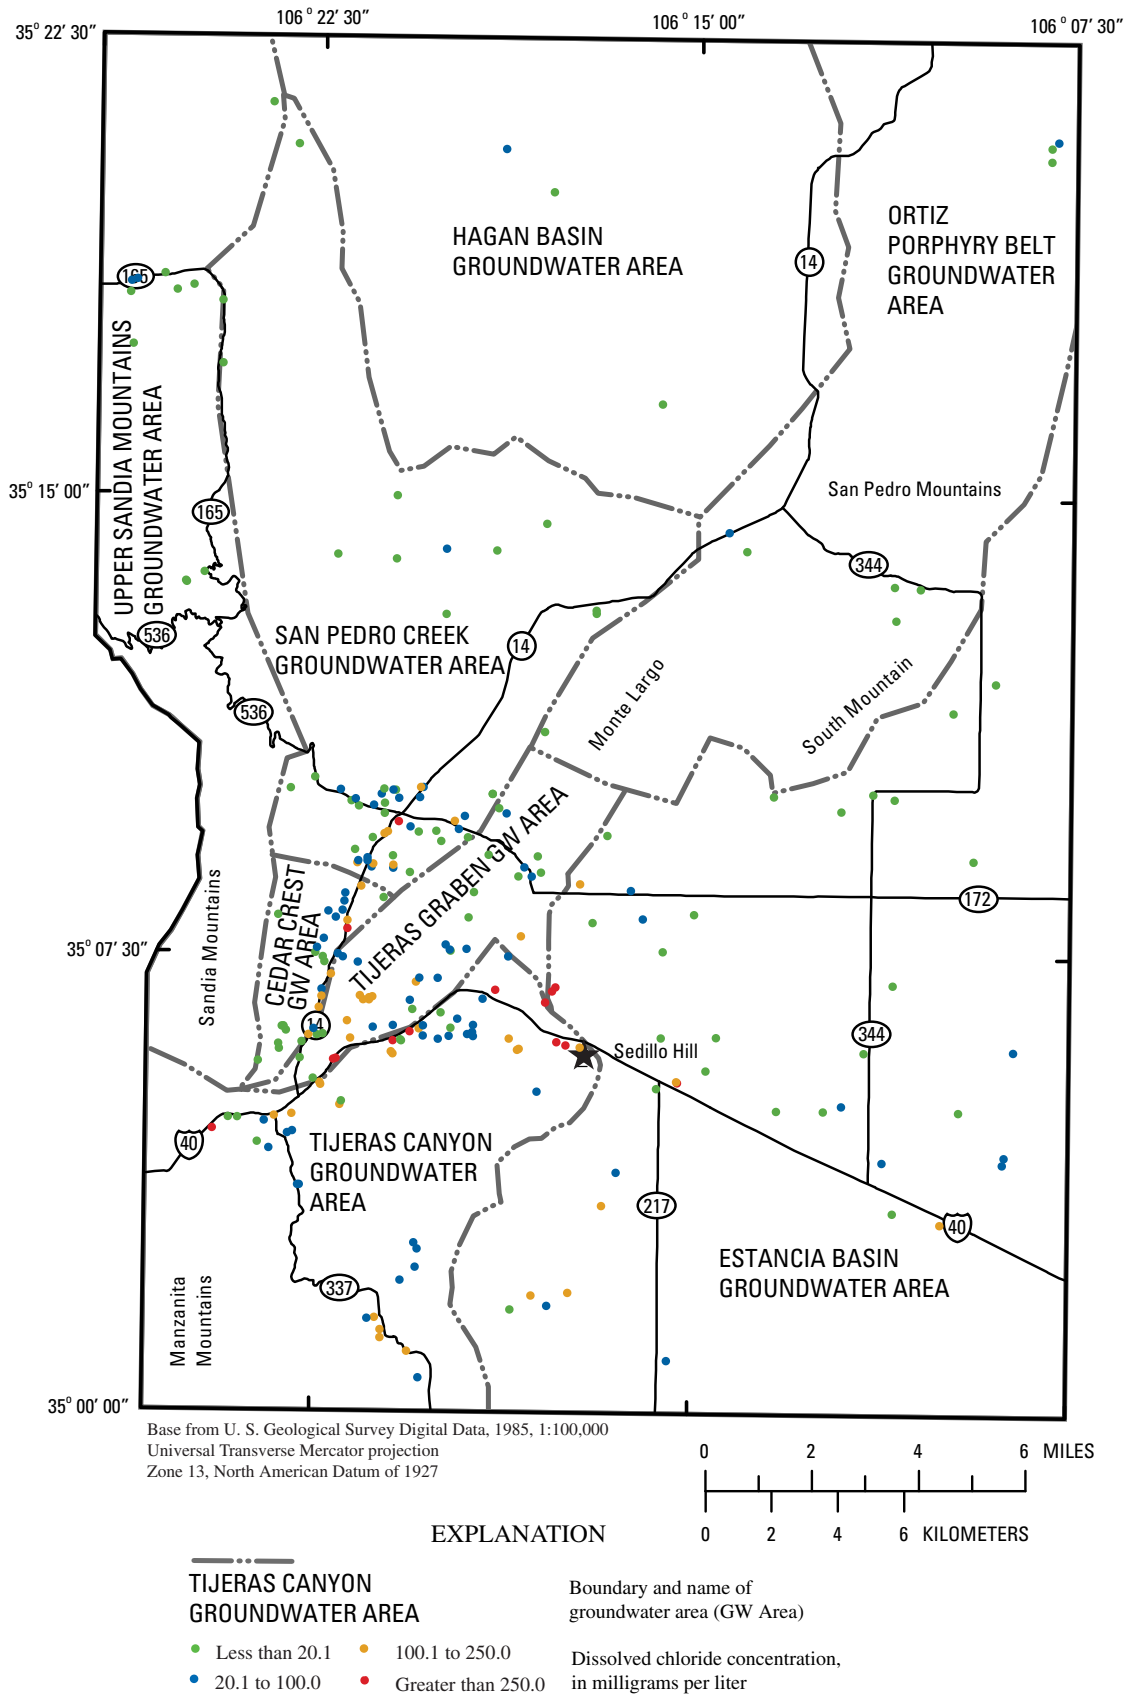 106° 22' 30”
106° 15' 00”
106° 07' 30”
35° 22' 30”
HAGAN BASIN
GROUNDWATER AREA
ORTIZ
PORPHYRY BELT
GROUNDWATER
AREA
14
165
UPPER SANDIA MOUNTAINS
GROUNDWATER AREA
35° 15' 00”
San Pedro Mountains
165
344
536
SAN PEDRO CREEK
GROUNDWATER AREA
14
Monte Largo
South Mountain
536
TIJERAS GRABEN GW AREA
CEDAR CREST
GW AREA
Sandia Mountains
172
35° 07' 30”
14
344
Sedillo Hill
40
TIJERAS CANYON
GROUNDWATER
AREA
217
40
ESTANCIA BASIN
GROUNDWATER AREA
337
Manzanita
Mountains
35° 00' 00”
Base from U. S. Geological Survey Digital Data, 1985, 1:100,000
Universal Transverse Mercator projection
Zone 13, North American Datum of 1927
0 2 4 6 MILES
0 2 4 6 KILOMETERS
EXPLANATION
TIJERAS CANYON
GROUNDWATER AREA
Boundary and name of
groundwater area (GW Area)
Less than 20.1
100.1 to 250.0
20.1 to 100.0
Greater than 250.0
Dissolved chloride concentration,
in milligrams per liter